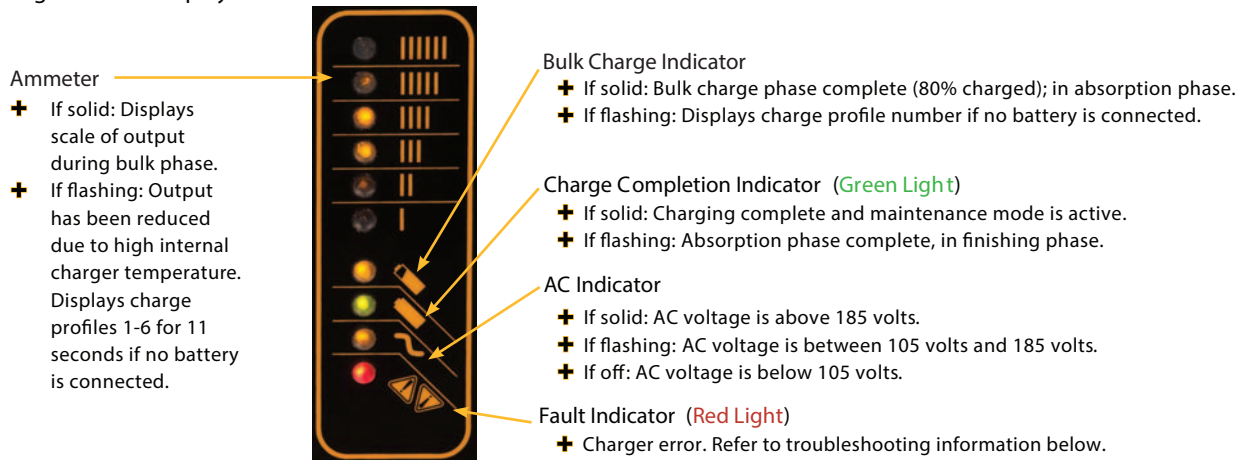 Ammeter
+ If solid: Displays
scale of output
during bulk phase.
+ If flashing: Output
has been reduced
due to high internal
charger temperature.
Displays charge
profiles 1-6 for 11
seconds if no battery
is connected.
Bulk Charge Indicator
+ If solid: Bulk charge phase complete (80% charged); in absorption phase.
+ If flashing: Displays charge profile number if no battery is connected.
Charge Completion Indicator (Green Light)
+ If solid: Charging complete and maintenance mode is active.
+ If flashing: Absorption phase complete, in finishing phase.
AC Indicator
+ If solid: AC voltage is above 185 volts.
+ If flashing: AC voltage is between 105 volts and 185 volts.
+ If off: AC voltage is below 105 volts.
Fault Indicator (Red Light)
+ Charger error. Refer to troubleshooting information below.